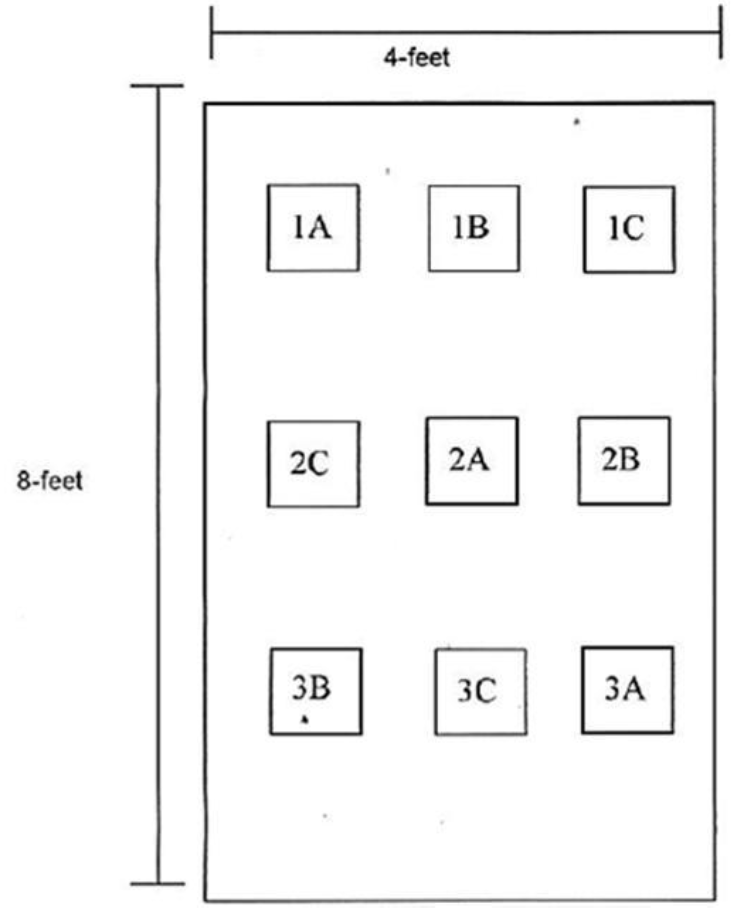 4-feet
1A 1B 1C
8-feet
2C 2A 2B
3B 3C 3A